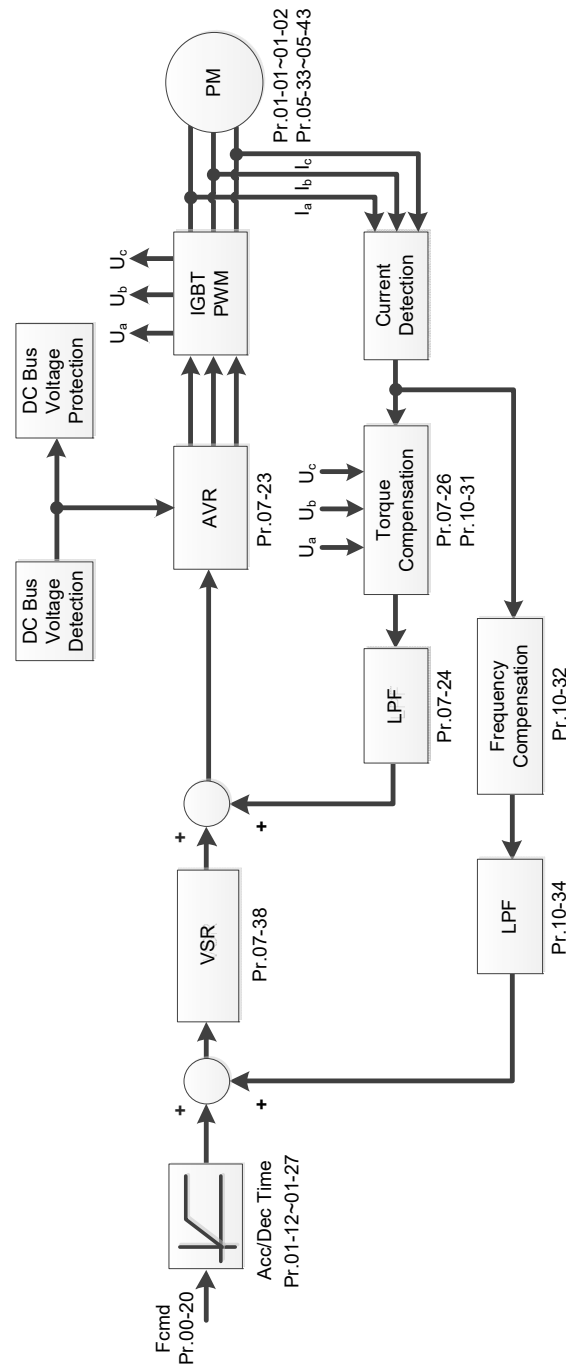 Fcmd
Pr.00-20
Acc/Dec Time
Pr.01-12~01-27
+
+
VSR
Pr.07-38
+
+
DC Bus
Voltage
Detection
DC Bus
Voltage
Protection
AVR
Pr.07-23
Ua
Ub
Uc
IGBT
PWM
PM
Pr.01-01~01-02
Pr.05-33~05-43
Ia
Ib
Ic
Current
Detection
Ua
Ub
Uc
Torque
Compensation
Pr.07-26
Pr.10-31
LPF
Pr.07-24
Frequency
Compensation
Pr.10-32
LPF
Pr.10-34